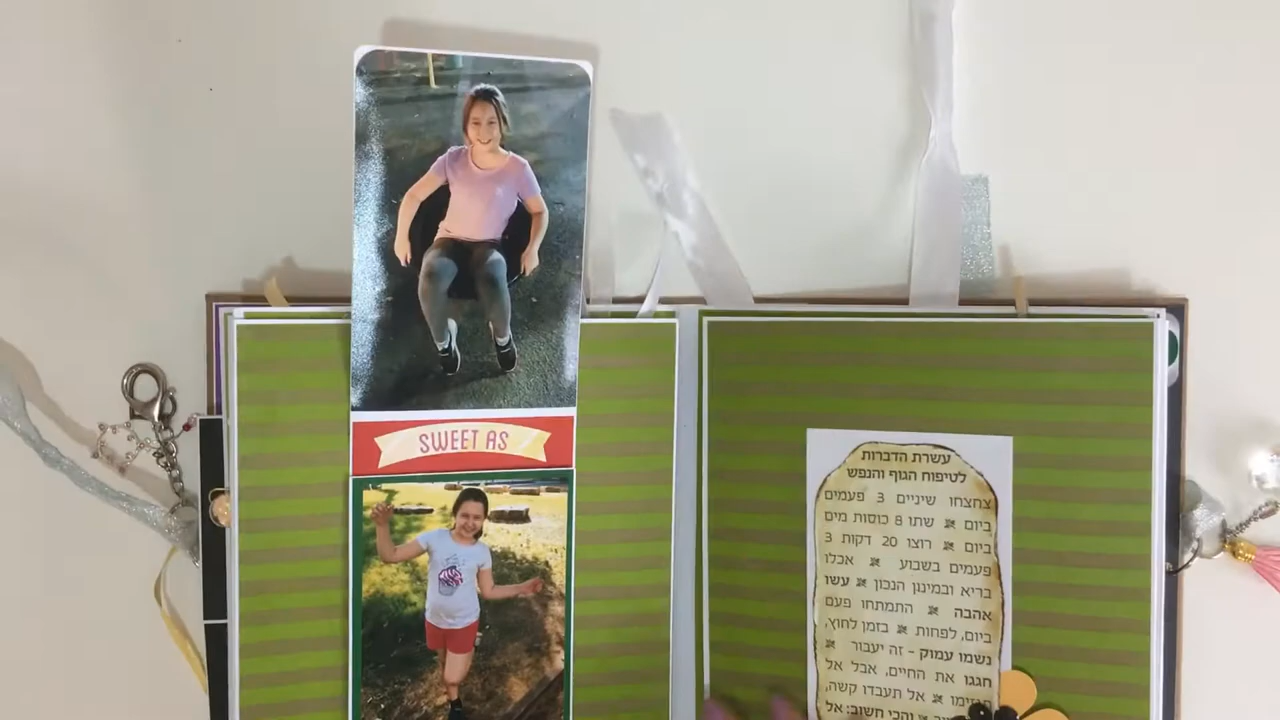 SWEET AS
עשרת הדברות
לטיפוח הגוף והנפש
צחצחו שיניים 3 פעמים
ביום ⁕ שתו 8 כוסות מים
ביום ⁕ רוצו 20 דקות 3
פעמים בשבוע ⁕ אכלו
בריא ובמינון הנכון ⁕ עשו
אהבה ⁕ התמתחו פעם
ביום, לפחות ⁕ בזמן לחוץ,
נשמו עמוק - זה יעבור ⁕
חגגו את החיים, אבל אל
תגזימו ⁕ אל תעבדו קשה,
והכי חשוב: אל